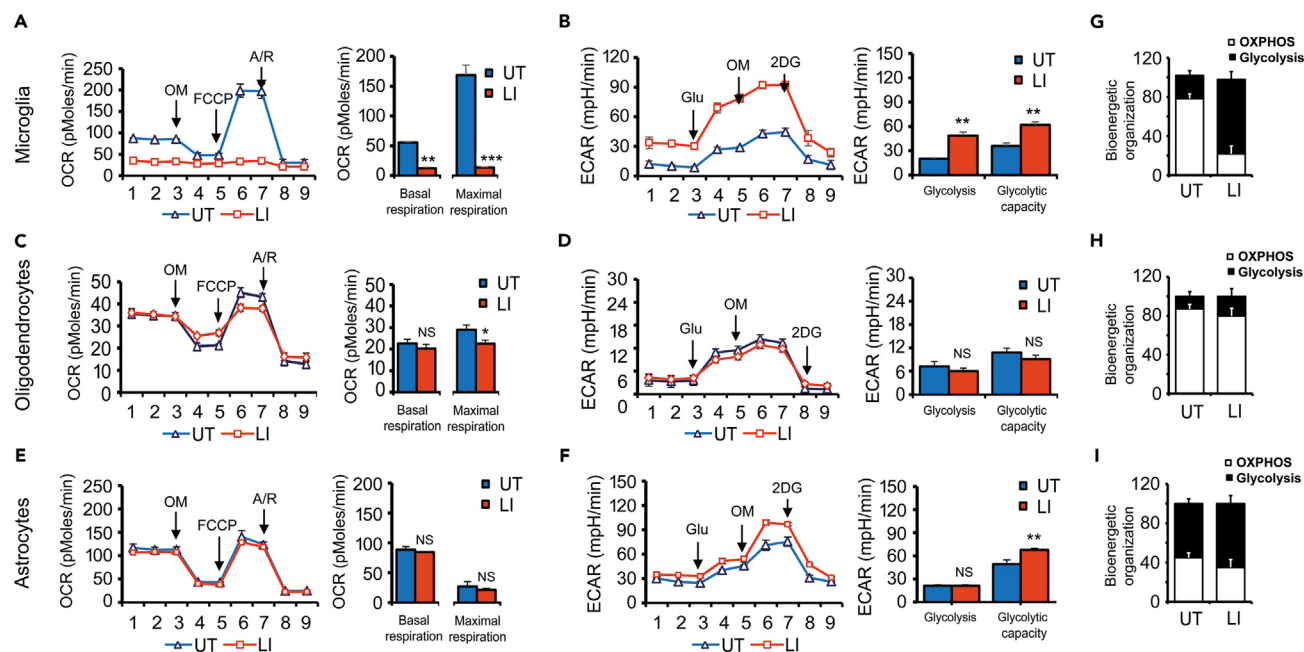 A
B
G
Microglia
OCR (pMoles/min)
250
200
150
100
50
0
OM
FCCP
A/R
1 2 3 4 5 6 7 8 9
UT LI
OCR (pMoles/min)
200
150
100
50
0
UT
LI
**
***
Basal respiration
Maximal respiration
ECAR (mpH/min)
120
90
60
30
0
Glu
OM
2DG
1 2 3 4 5 6 7 8 9
UT LI
ECAR (mpH/min)
150
120
90
60
30
0
UT
LI
**
**
Glycolysis
Glycolytic capacity
OXPHOS
Glycolysis
Bioenergetic organization
120
80
40
0
UT LI
C
D
H
Oligodendrocytes
OCR (pMoles/min)
50
40
30
20
10
0
OM
FCCP
A/R
1 2 3 4 5 6 7 8 9
UT LI
OCR (pMoles/min)
50
40
30
20
10
0
UT
LI
NS
*
Basal respiration
Maximal respiration
ECAR (mpH/min)
30
24
18
12
6
0
Glu
OM
2DG
1 2 3 4 5 6 7 8 9
UT LI
ECAR (mpH/min)
30
24
18
12
6
0
UT
LI
NS
NS
Glycolysis
Glycolytic capacity
OXPHOS
Glycolysis
Bioenergetic organization
120
80
40
0
UT LI
E
F
I
Astrocytes
OCR (pMoles/min)
250
200
150
100
50
0
OM
FCCP
A/R
1 2 3 4 5 6 7 8 9
UT LI
OCR (pMoles/min)
200
150
100
50
0
UT
LI
NS
NS
Basal respiration
Maximal respiration
ECAR (mpH/min)
150
120
90
60
30
0
Glu
OM
2DG
1 2 3 4 5 6 7 8 9
UT LI
ECAR (mpH/min)
150
120
90
60
30
0
UT
LI
NS
**
Glycolysis
Glycolytic capacity
OXPHOS
Glycolysis
Bioenergetic organization
120
80
40
0
UT LI